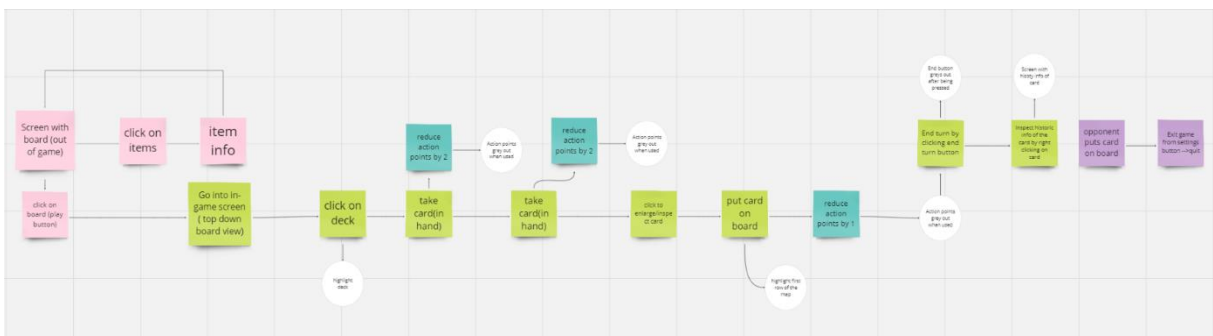 Screen with
board (out
of game)
click on
items
item
info
click on
board (play
button)
Go into in-
game screen
( top down
board view)
click on
deck
highlight
deck
reduce
action
points by 2
Action points
grey out
when used
take
card(in
hand)
reduce
action
points by 2
Action points
grey out
when used
take
card(in
hand)
click to
enlarge/inspe
ct card
put card
on
board
highlight first
row of the
map
reduce
action
points by 1
Action points
grey out
when used
End button
greys out
after being
pressed
End turn by
clicking end
turn button
Screen with
history info of
card
Inspect historic
info of the
card by right
clicking on
card
opponent
puts card
on board
Exit game
from settings
button -->quit